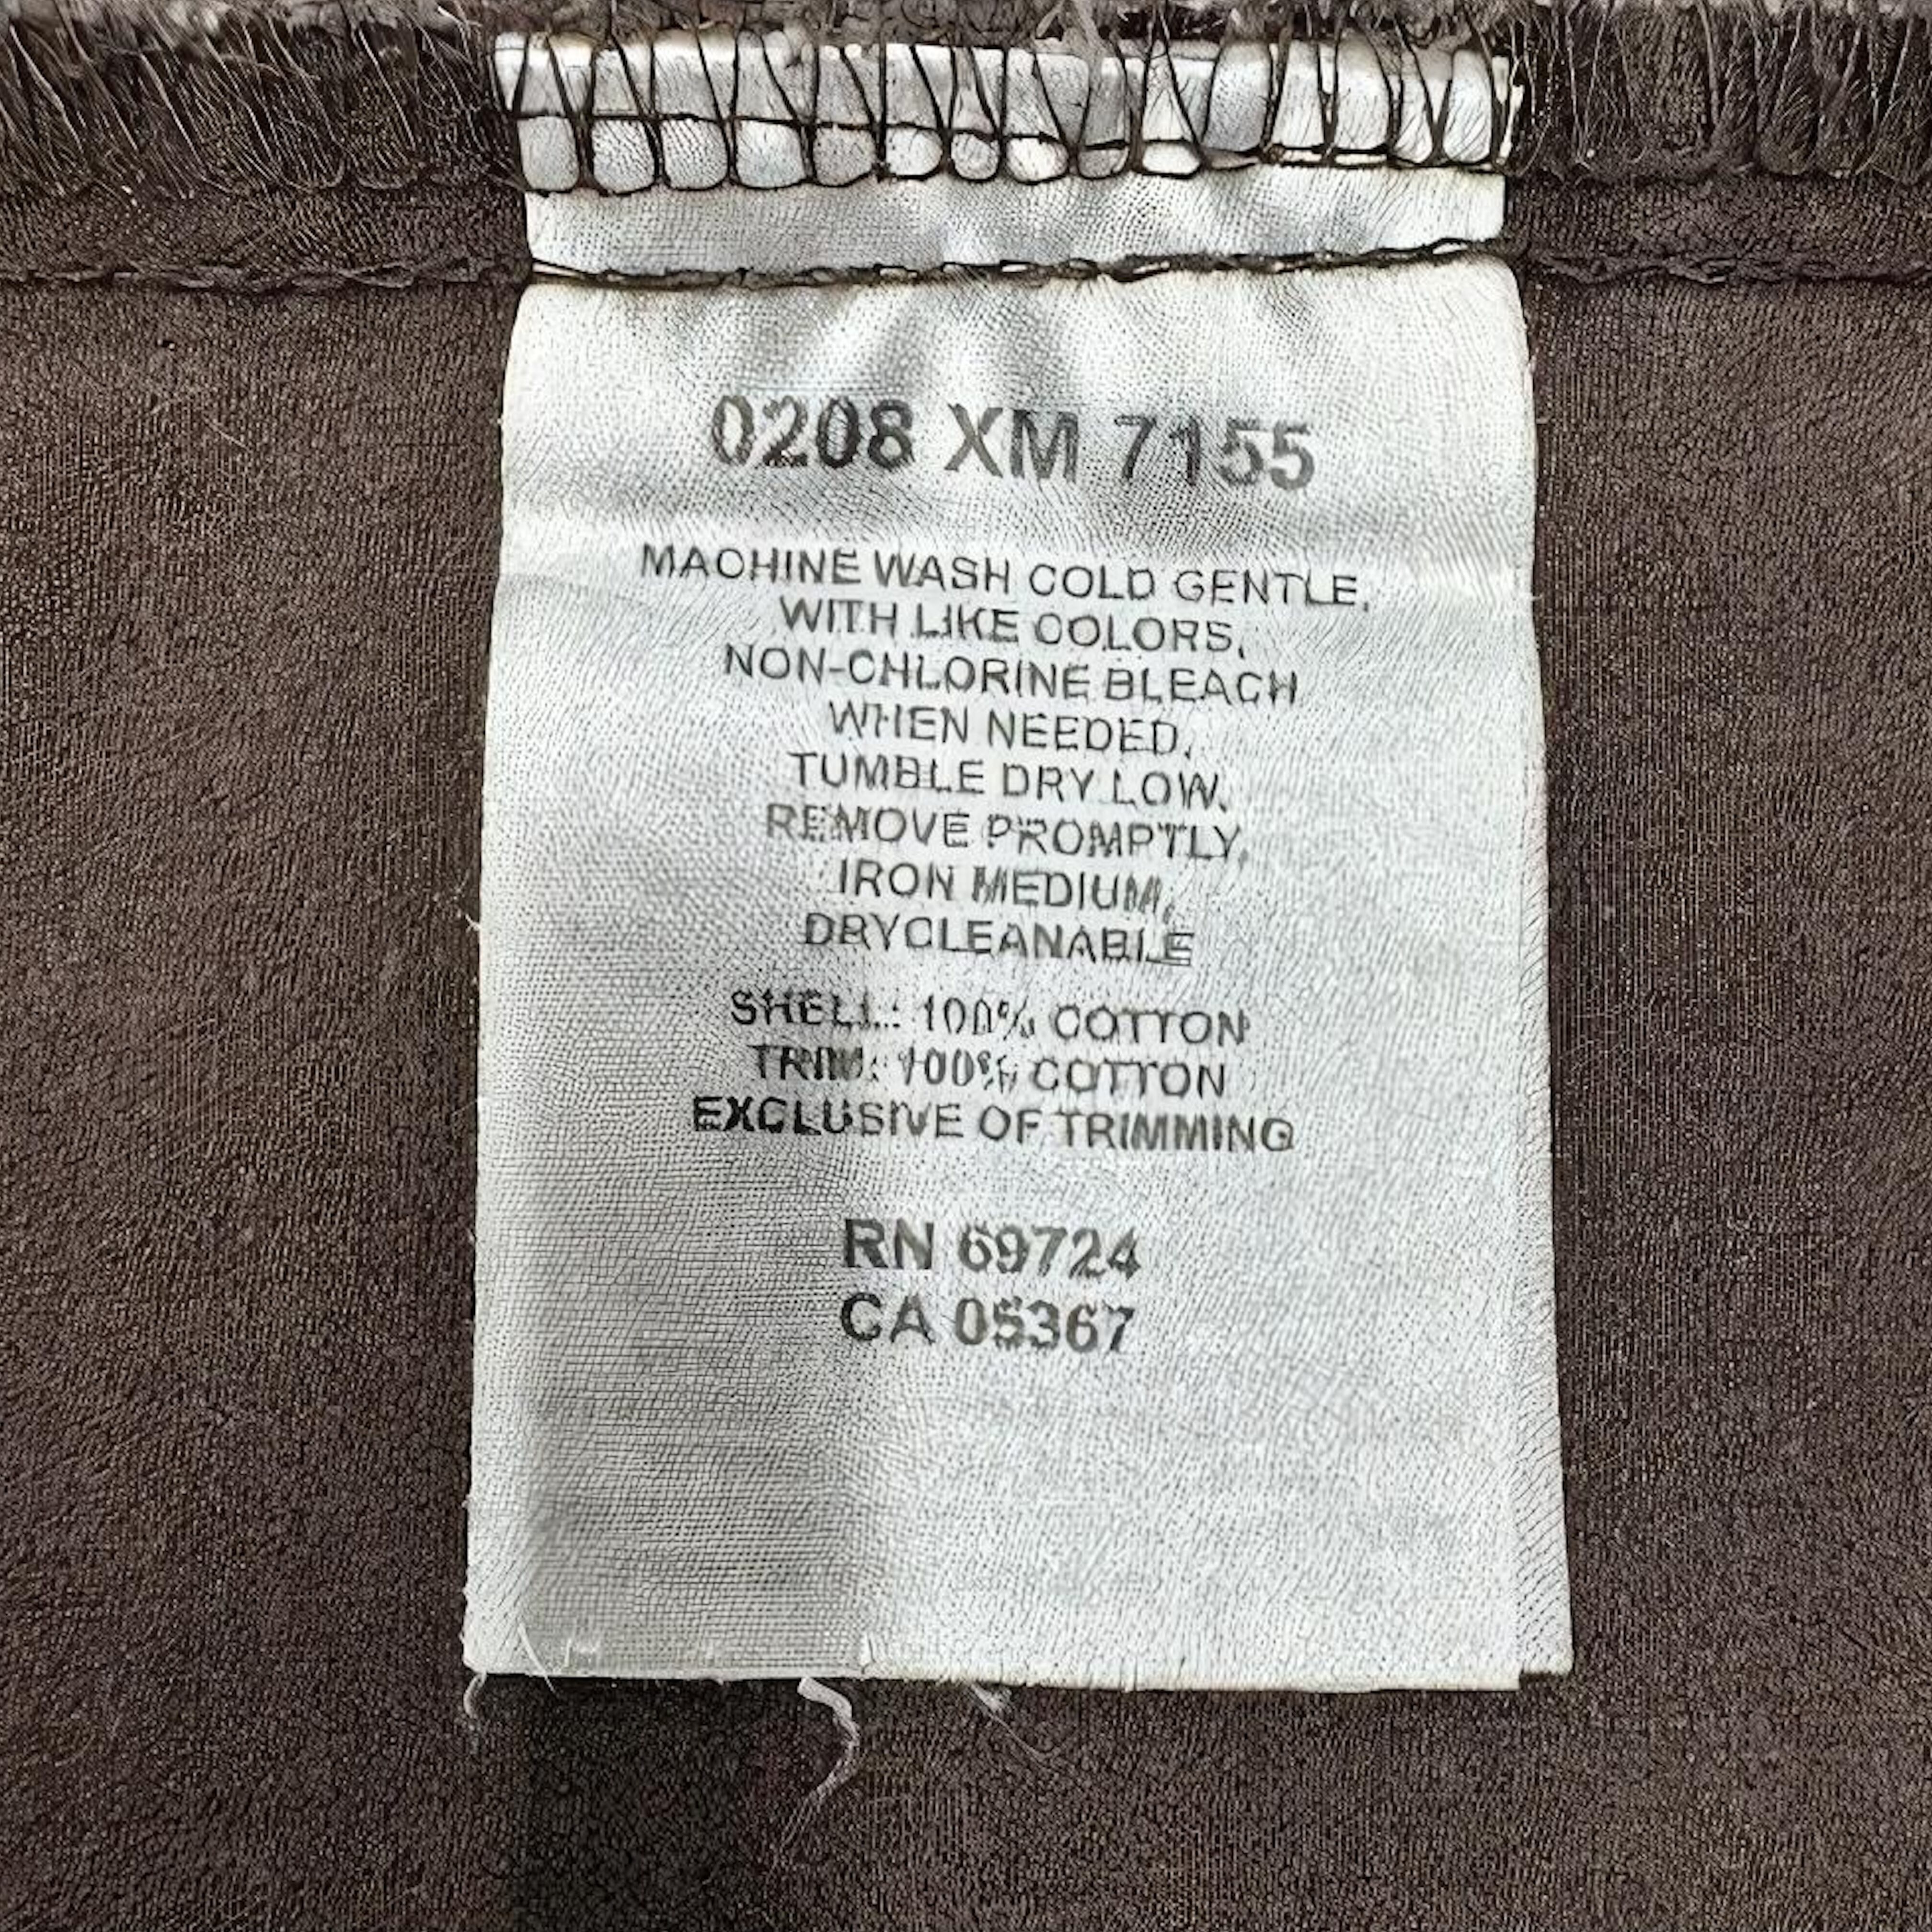 0208 XM 7155
MACHINE WASH COLD GENTLE,
WITH LIKE COLORS,
NON-CHLORINE BLEACH
WHEN NEEDED,
TUMBLE DRY LOW,
REMOVE PROMPTLY,
IRON MEDIUM,
DRYCLEANABLE
SHELL: 100% COTTON
TRIM: 100% COTTON
EXCLUSIVE OF TRIMMING
RN 69724
CA 05367